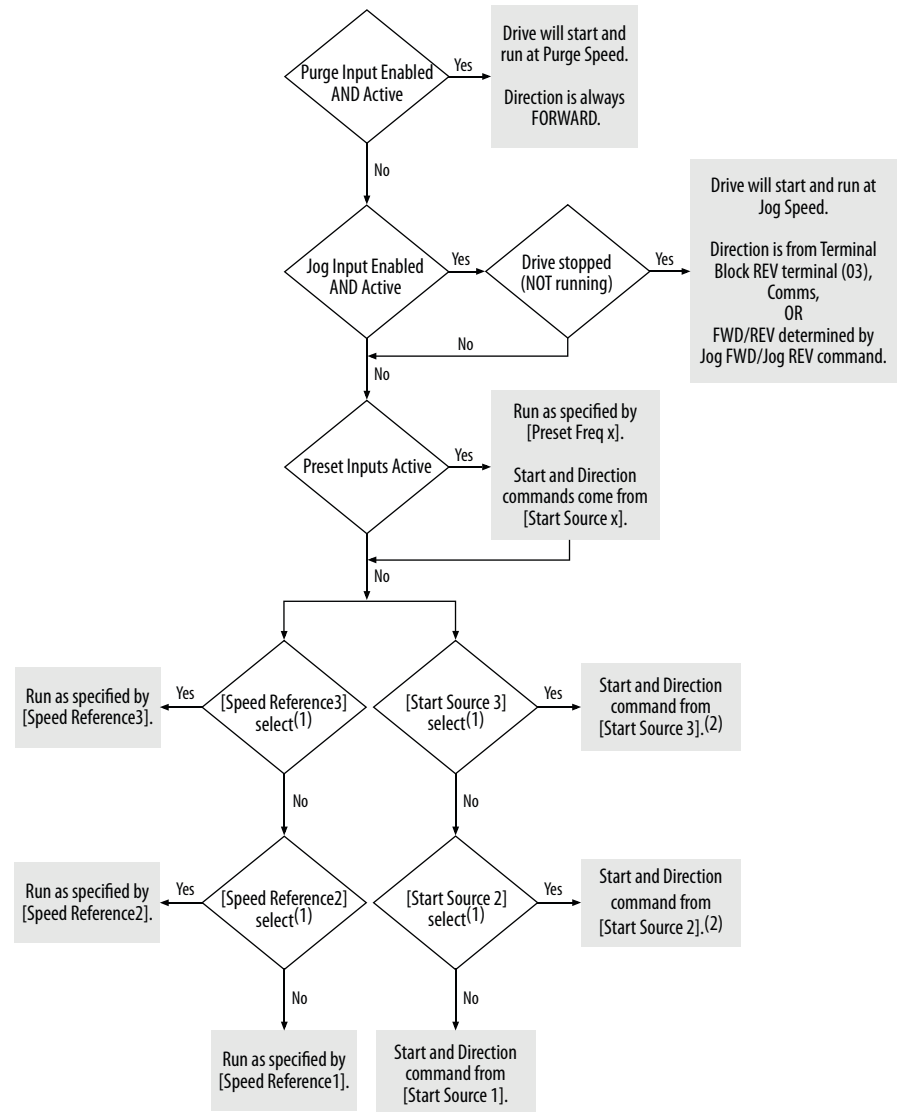 Purge Input Enabled
AND Active
Yes
Drive will start and
run at Purge Speed.
Direction is always
FORWARD.
No
Jog Input Enabled
AND Active
Yes
Drive stopped
(NOT running)
Yes
Drive will start and run at
Jog Speed.
Direction is from Terminal
Block REV terminal (03),
Comms,
OR
FWD/REV determined by
Jog FWD/Jog REV command.
No
No
Preset Inputs Active
Yes
Run as specified by
[Preset Freq x].
Start and Direction
commands come from
[Start Source x].
No
Run as specified by
[Speed Reference3].
Yes
[Speed Reference3]
select(1)
[Start Source 3]
select(1)
Yes
Start and Direction
command from
[Start Source 3].(2)
No
No
Run as specified by
[Speed Reference2].
Yes
[Speed Reference2]
select(1)
[Start Source 2]
select(1)
Yes
Start and Direction
command from
[Start Source 2].(2)
No
No
Run as specified by
[Speed Reference1].
Start and Direction
command from
[Start Source 1].